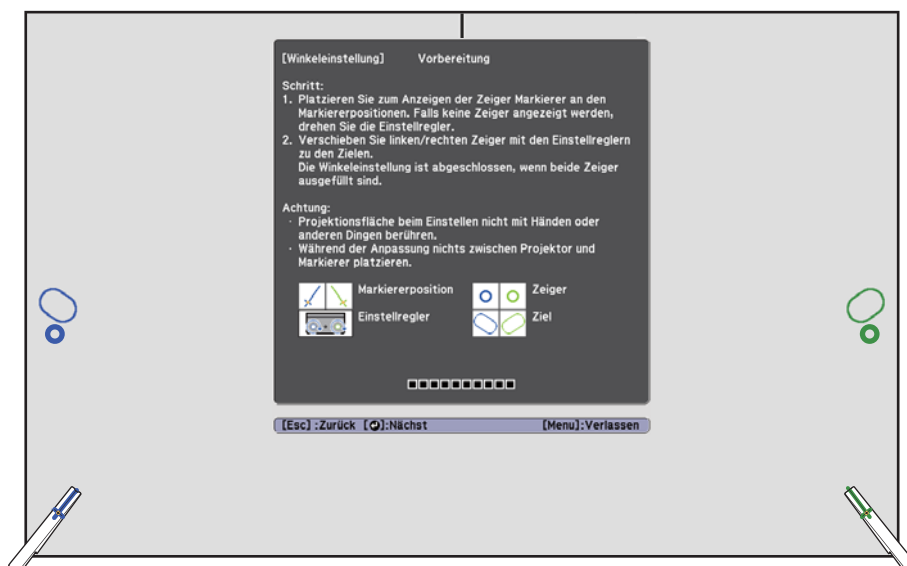 [Winkeleinstellung] Vorbereitung
Schritt:
1. Platzieren Sie zum Anzeigen der Zeiger Markierer an den
Markiererpositionen. Falls keine Zeiger angezeigt werden,
drehen Sie die Einstellregler.
2. Verschieben Sie linken/rechten Zeiger mit den Einstellreglern
zu den Zielen.
Die Winkeleinstellung ist abgeschlossen, wenn beide Zeiger
ausgefüllt sind.
Achtung:
· Projektionsfläche beim Einstellen nicht mit Händen oder
anderen Dingen berühren.
· Während der Anpassung nichts zwischen Projektor und
Markierer platzieren.
Markiererposition Zeiger
Einstellregler Ziel
[Esc] :Zurück [⏎]:Nächst [Menu]:Verlassen